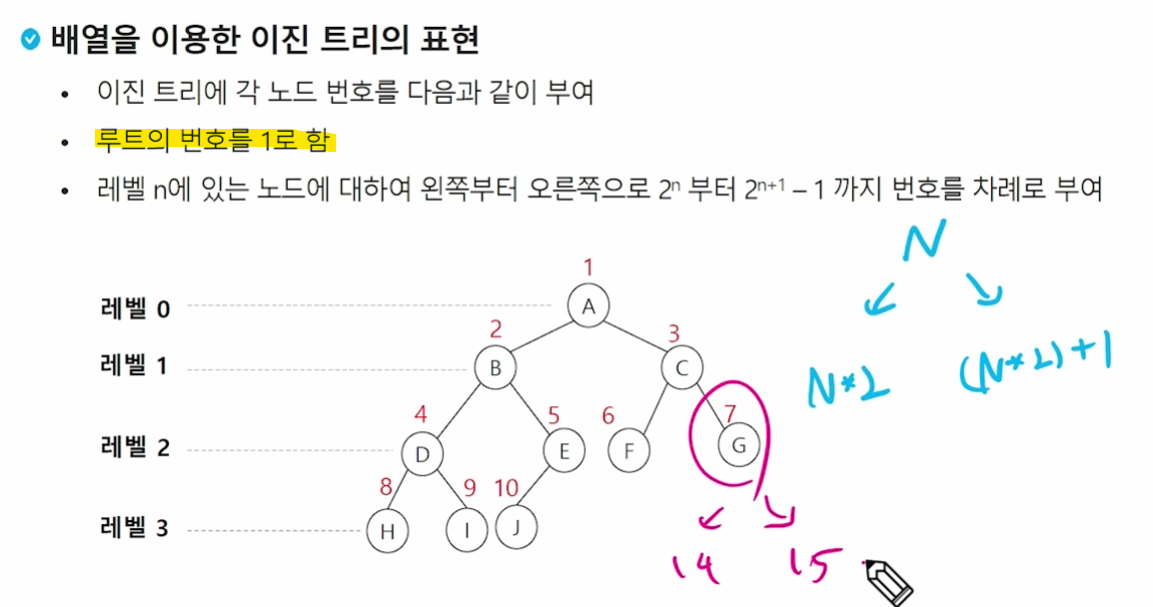 배열을 이용한 이진 트리의 표현
• 이진 트리에 각 노드 번호를 다음과 같이 부여
• 루트의 번호를 1로 함
• 레벨 n에 있는 노드에 대하여 왼쪽부터 오른쪽으로 2ⁿ 부터 2ⁿ⁺¹ – 1 까지 번호를 차례로 부여
N
1
레벨 0 A
2 3
레벨 1 B C
N*2 (N*2)+1
4 5 6 7
레벨 2 D E F G
8 9 10
레벨 3 H I J
14 15